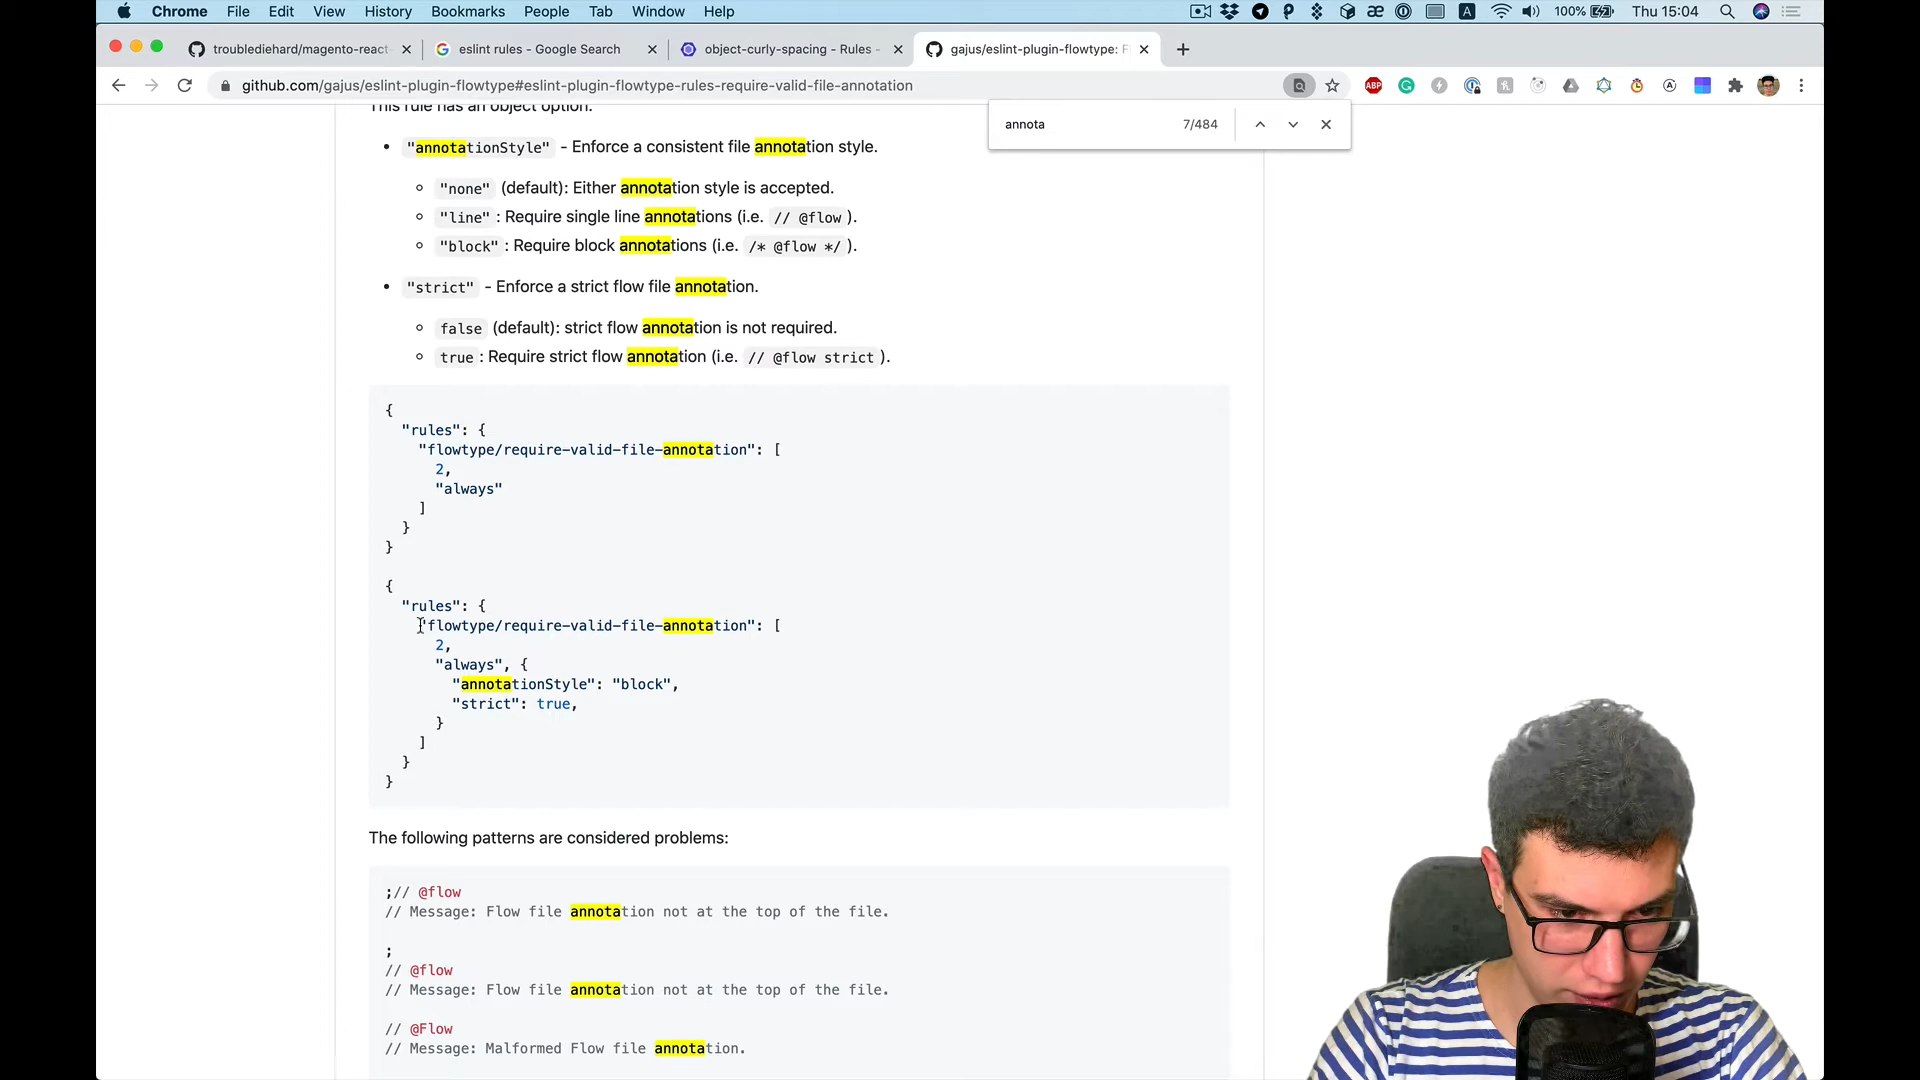 Chrome File Edit View History Bookmarks People Tab Window Help 100% Thu 15:04
troublediehard/magento-react- eslint rules - Google Search object-curly-spacing - Rules - gajus/eslint-plugin-flowtype: F
github.com/gajus/eslint-plugin-flowtype#eslint-plugin-flowtype-rules-require-valid-file-annotation
annota 7/484
This rule has an object option:
"annotationStyle" - Enforce a consistent file annotation style.
"none" (default): Either annotation style is accepted.
"line": Require single line annotations (i.e. // @flow ).
"block": Require block annotations (i.e. /* @flow */ ).
"strict" - Enforce a strict flow file annotation.
false (default): strict flow annotation is not required.
true: Require strict flow annotation (i.e. // @flow strict ).
{
"rules": {
"flowtype/require-valid-file-annotation": [
2,
"always"
]
}
}
{
"rules": {
"flowtype/require-valid-file-annotation": [
2,
"always", {
"annotationStyle": "block",
"strict": true,
}
]
}
}
The following patterns are considered problems:
;// @flow
// Message: Flow file annotation not at the top of the file.
;
// @flow
// Message: Flow file annotation not at the top of the file.
// @Flow
// Message: Malformed Flow file annotation.